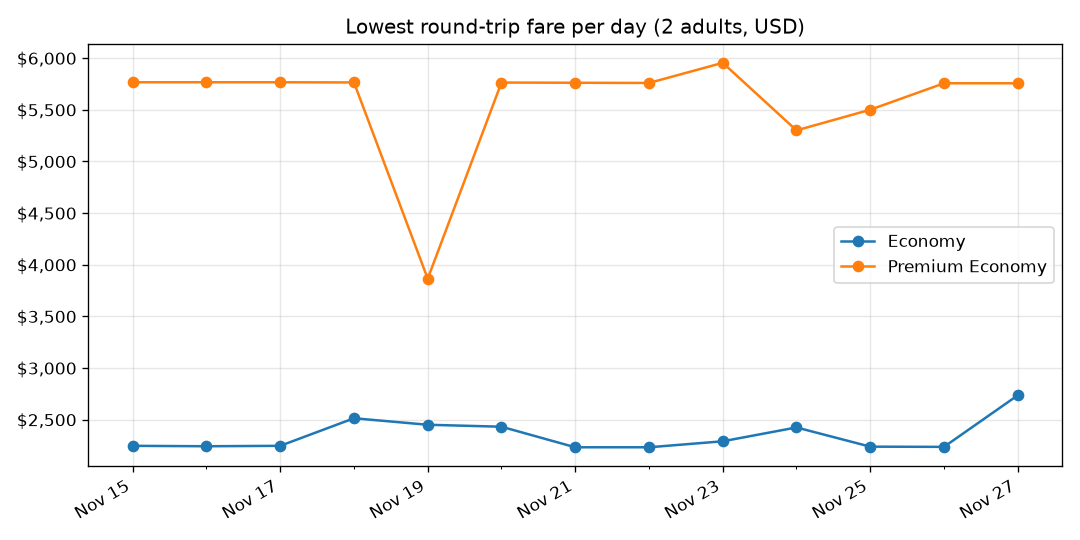 Lowest round-trip fare per day (2 adults, USD)
$6,000
$5,500
$5,000
$4,500
$4,000
$3,500
$3,000
$2,500
Economy
Premium Economy
Nov 15
Nov 17
Nov 19
Nov 21
Nov 23
Nov 25
Nov 27